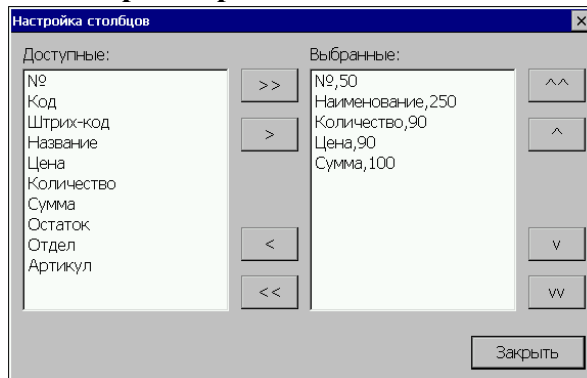 Настройка столбцов
×
Доступные:
№
Код
Штрих-код
Название
Цена
Количество
Сумма
Остаток
Отдел
Артикул
>>
>
<
<<
Выбранные:
№,50
Наименование,250
Количество,90
Цена,90
Сумма,100
^^
^
v
vv
Закрыть